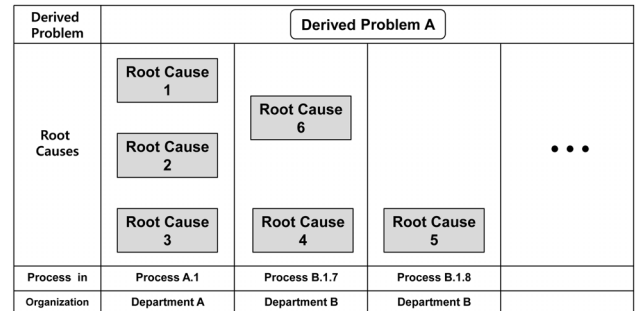 Derived
Problem
Derived Problem A
Root
Causes
Root Cause
1
Root Cause
2
Root Cause
3
Root Cause
6
Root Cause
4
Root Cause
5
• • •
Process in
Process A.1
Process B.1.7
Process B.1.8
Organization
Department A
Department B
Department B